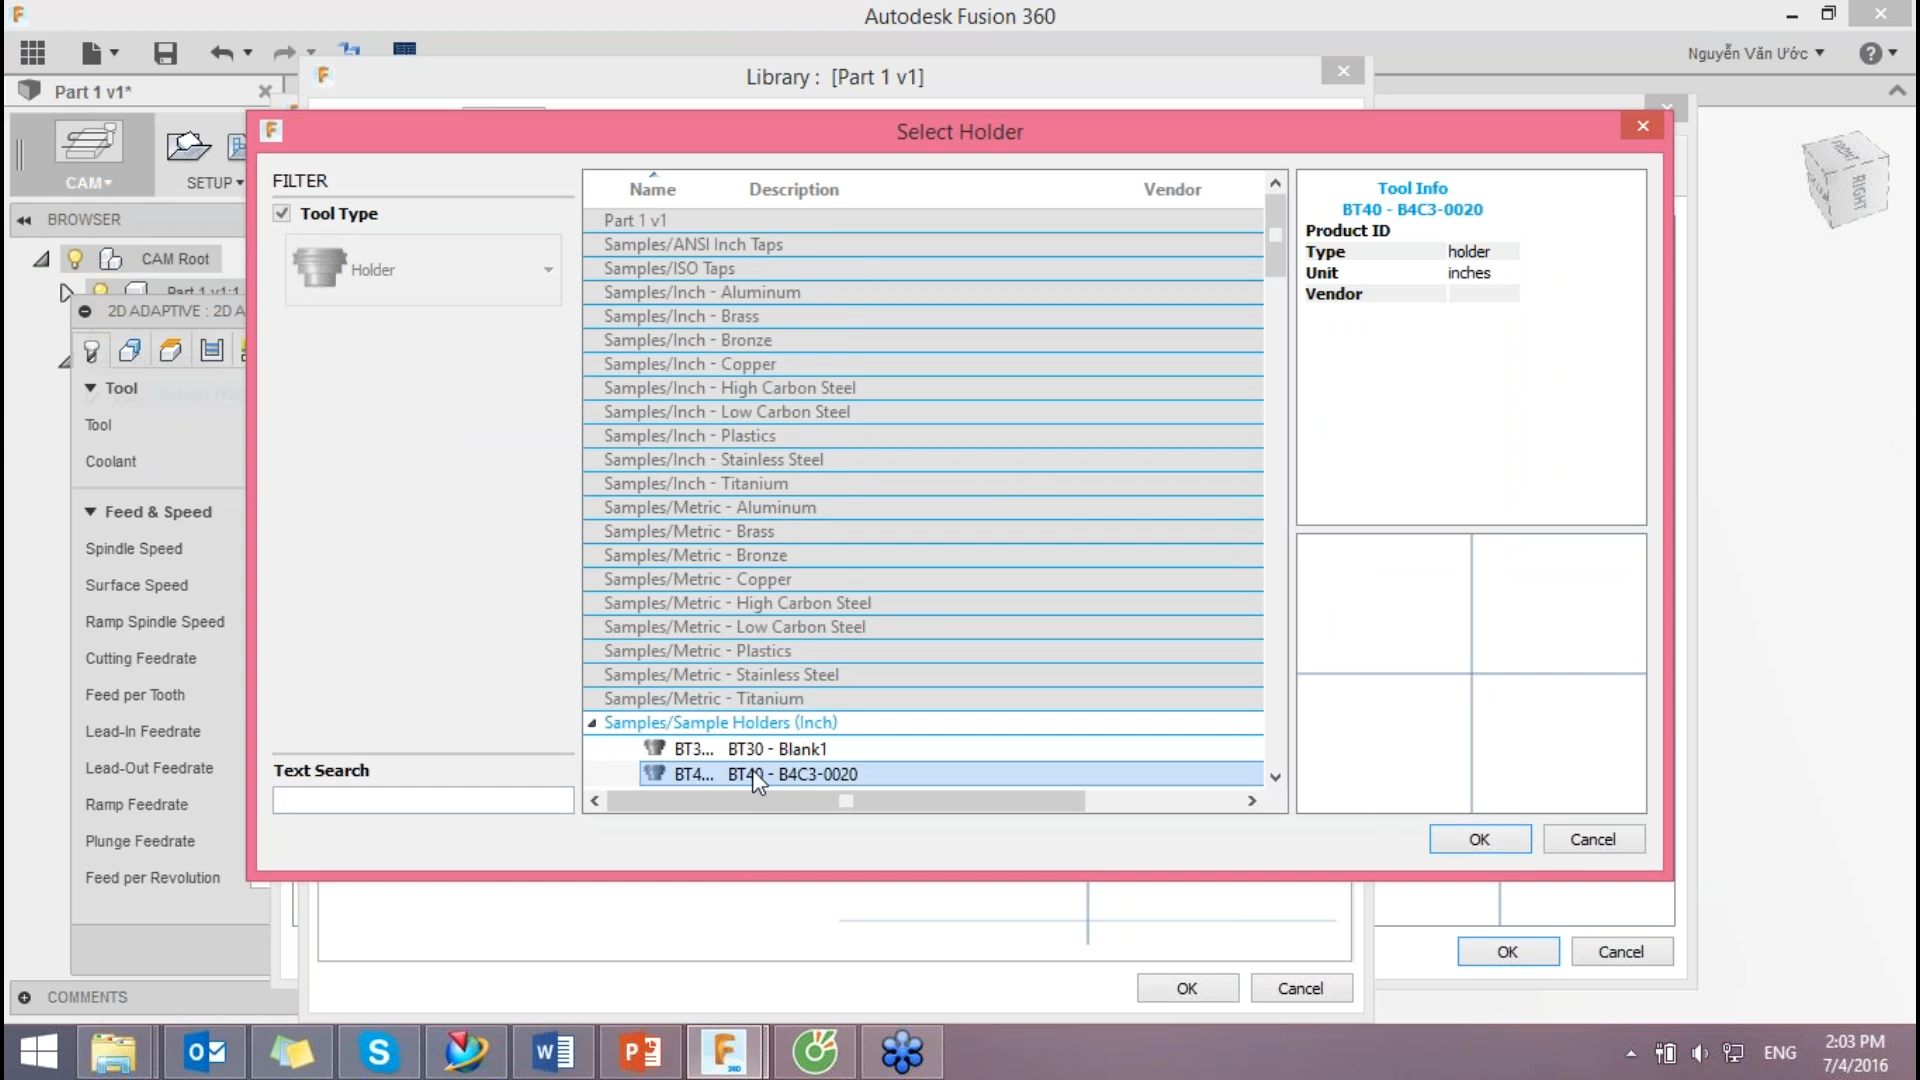 Autodesk Fusion 360
Nguyễn Văn Ước
Library : [Part 1 v1]
Part 1 v1*
Select Holder
CAM
SETUP
FILTER
Tool Type
Holder
Name Description Vendor
Part 1 v1
Samples/ANSI Inch Taps
Samples/ISO Taps
Samples/Inch - Aluminum
Samples/Inch - Brass
Samples/Inch - Bronze
Samples/Inch - Copper
Samples/Inch - High Carbon Steel
Samples/Inch - Low Carbon Steel
Samples/Inch - Plastics
Samples/Inch - Stainless Steel
Samples/Inch - Titanium
Samples/Metric - Aluminum
Samples/Metric - Brass
Samples/Metric - Bronze
Samples/Metric - Copper
Samples/Metric - High Carbon Steel
Samples/Metric - Low Carbon Steel
Samples/Metric - Plastics
Samples/Metric - Stainless Steel
Samples/Metric - Titanium
Samples/Sample Holders (Inch)
BT3... BT30 - Blank1
BT4... BT40 - B4C3-0020
Tool Info
BT40 - B4C3-0020
Product ID
Type holder
Unit inches
Vendor
Text Search
OK Cancel
BROWSER
CAM Root
Part 1 v1:1
2D ADAPTIVE : 2D A
Tool
Tool
Coolant
Feed & Speed
Spindle Speed
Surface Speed
Ramp Spindle Speed
Cutting Feedrate
Feed per Tooth
Lead-In Feedrate
Lead-Out Feedrate
Ramp Feedrate
Plunge Feedrate
Feed per Revolution
OK Cancel
OK Cancel
COMMENTS
FRONT
RIGHT
ENG
2:03 PM
7/4/2016